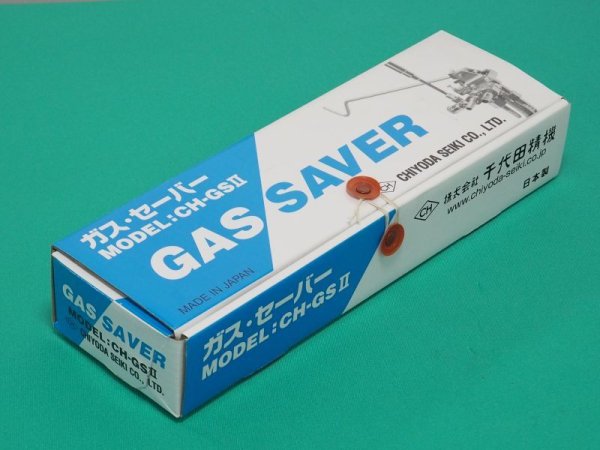 ガス・セーバー
MODEL:CH-GSⅡ
GAS SAVER
MADE IN JAPAN
CH CHIYODA SEIKI CO., LTD.
CH 株式会社 千代田精機
www.chiyoda-seiki.co.jp
日本製
ガス・セーバー
MODEL:CH-GSⅡ
GAS SAVER
MODEL:CH-GSⅡ
CHIYODA SEIKI CO., LTD.